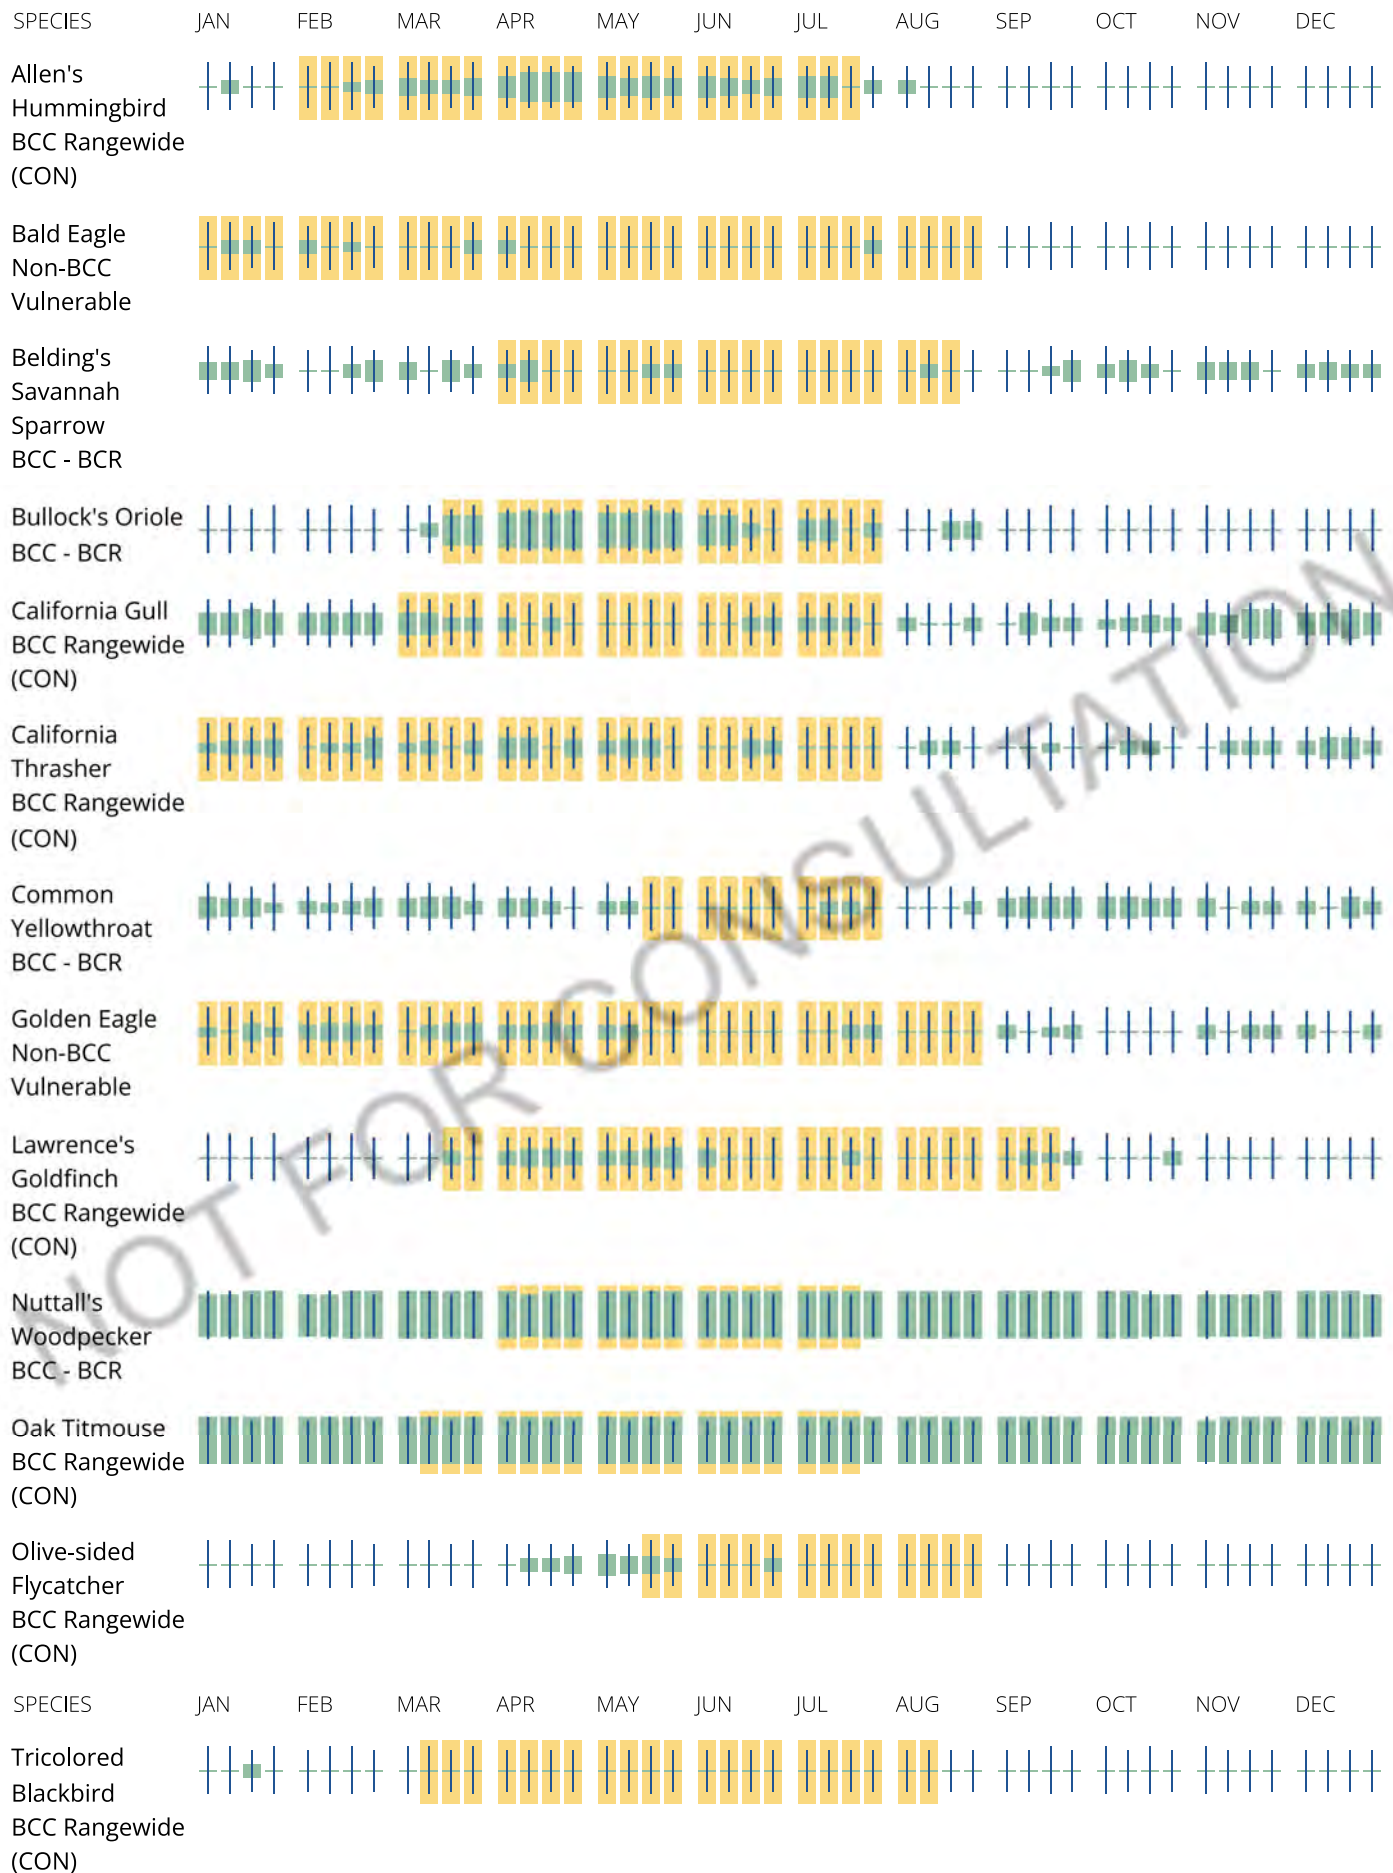 SPECIES JAN FEB MAR APR MAY JUN JUL AUG SEP OCT NOV DEC
Allen's
Hummingbird
BCC Rangewide
(CON)
Bald Eagle
Non-BCC
Vulnerable
Belding's
Savannah
Sparrow
BCC - BCR
Bullock's Oriole
BCC - BCR
California Gull
BCC Rangewide
(CON)
California
Thrasher
BCC Rangewide
(CON)
Common
Yellowthroat
BCC - BCR
Golden Eagle
Non-BCC
Vulnerable
Lawrence's
Goldfinch
BCC Rangewide
(CON)
Nuttall's
Woodpecker
BCC - BCR
Oak Titmouse
BCC Rangewide
(CON)
Olive-sided
Flycatcher
BCC Rangewide
(CON)
SPECIES JAN FEB MAR APR MAY JUN JUL AUG SEP OCT NOV DEC
Tricolored
Blackbird
BCC Rangewide
(CON)
NOT FOR CONSULTATION